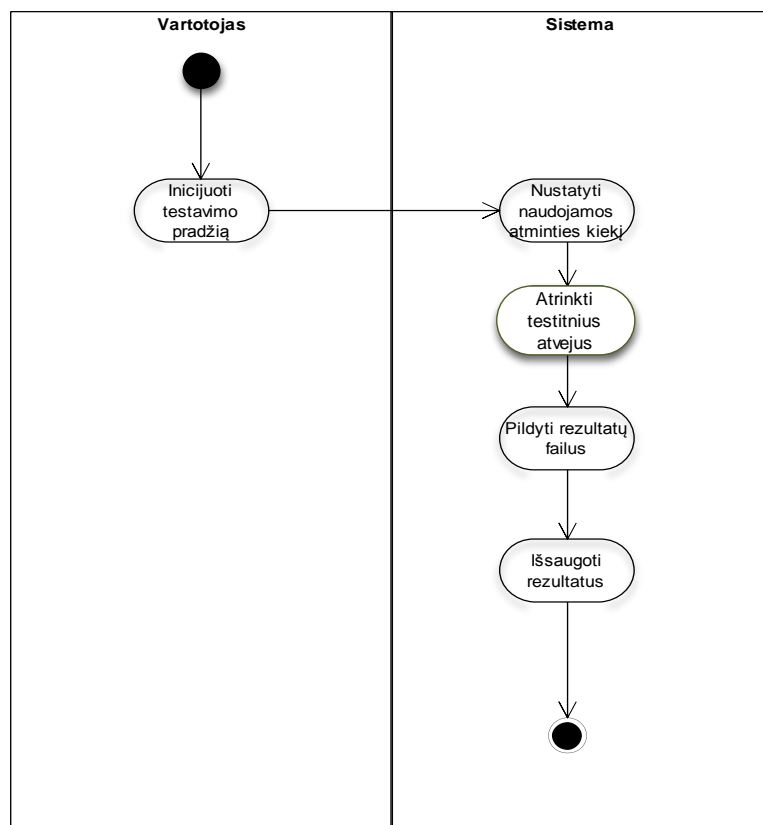 Vartotojas
Sistema
Inicijuoti
testavimo
pradžią
Nustatyti
naudojamos
atminties kiekį
Atrinkti
testitnius
atvejus
Pildyti rezultatų
failus
Išsaugoti
rezultatus